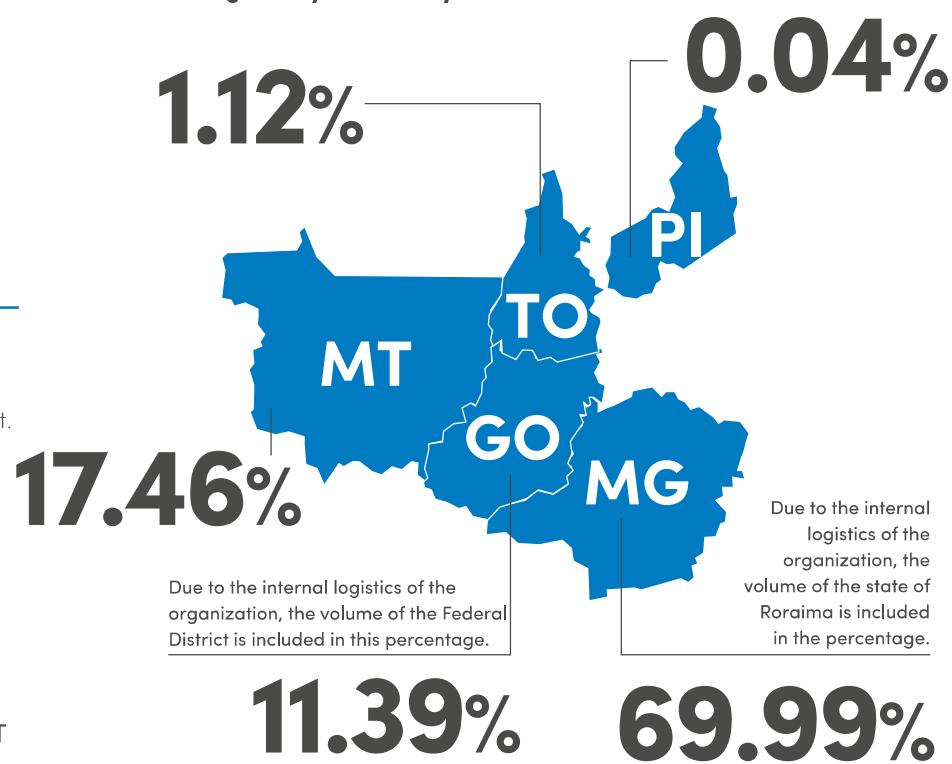 0.04%
1.12%
PI
TO
MT
t.
GO
17.46%
MG
Due to the internal
logistics of the
organization, the
volume of the state of
Roraima is included
in the percentage.
Due to the internal logistics of the
organization, the volume of the Federal
District is included in this percentage.
11.39%
69.99%
T